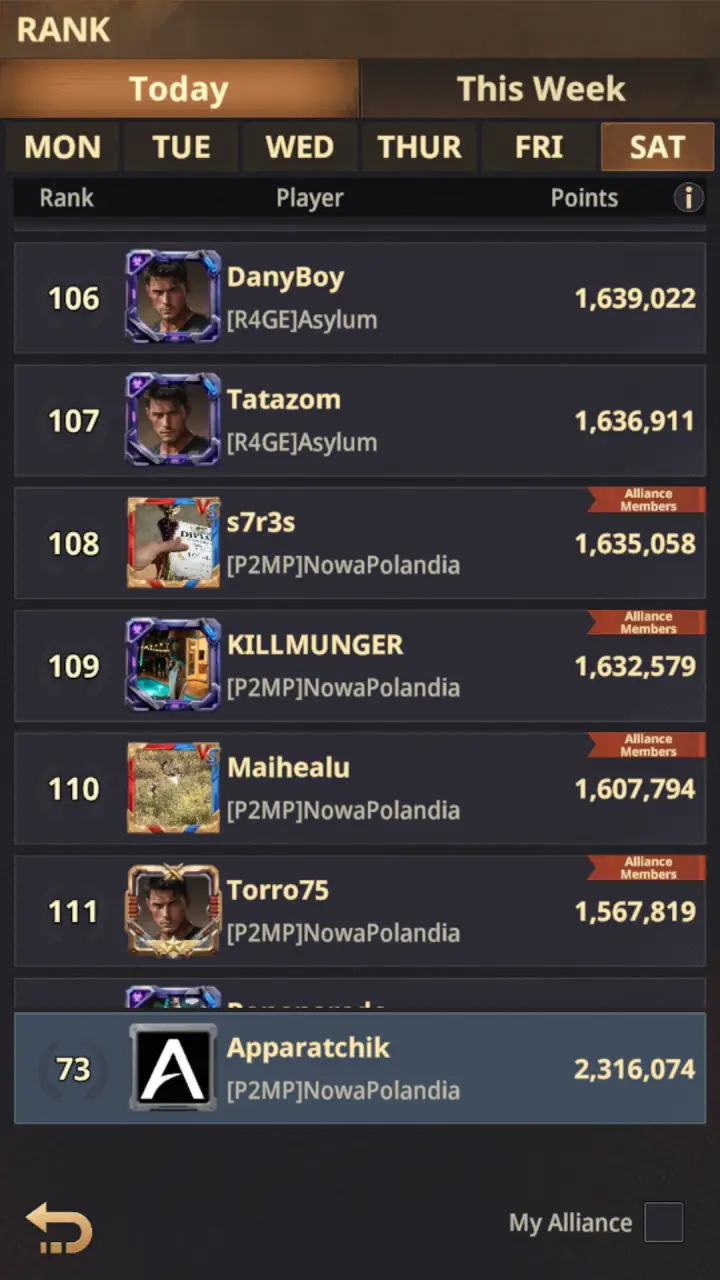 RANK
Today
This Week
MON
TUE
WED
THUR
FRI
SAT
Rank
Player
Points
i
106
DanyBoy
[R4GE]Asylum
1,639,022
107
Tatazom
[R4GE]Asylum
1,636,911
108
VS
s7r3s
[P2MP]NowaPolandia
Alliance
Members
1,635,058
109
KILLMUNGER
[P2MP]NowaPolandia
Alliance
Members
1,632,579
110
VS
Maihealu
[P2MP]NowaPolandia
Alliance
Members
1,607,794
111
Torro75
[P2MP]NowaPolandia
Alliance
Members
1,567,819
73
A
Apparatchik
[P2MP]NowaPolandia
2,316,074
My Alliance